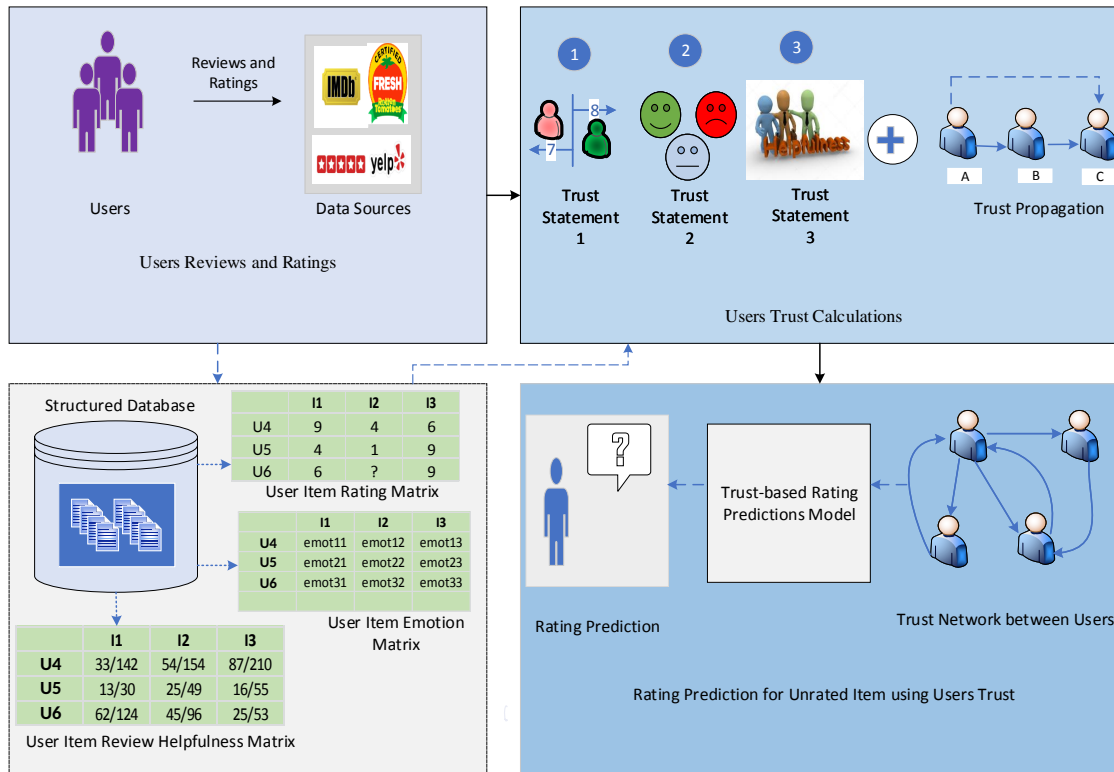 Users
Reviews and
Ratings
IMDb
CERTIFIED
FRESH
Rotten
Tomatoes
yelp
Data Sources
Users Reviews and Ratings
1
2
3
8
7
Helpfulness
A
B
C
Trust
Statement
1
Trust
Statement
2
Trust
Statement
3
Trust Propagation
Users Trust Calculations
Structured Database
I1 I2 I3
U4 9 4 6
U5 4 1 9
U6 6 ? 9
User Item Rating Matrix
I1 I2 I3
U4 emot11 emot12 emot13
U5 emot21 emot22 emot23
U6 emot31 emot32 emot33
User Item Emotion
Matrix
I1 I2 I3
U4 33/142 54/154 87/210
U5 13/30 25/49 16/55
U6 62/124 45/96 25/53
User Item Review Helpfulness Matrix
?
Rating Prediction
Trust-based Rating
Predictions Model
Trust Network between Users
Rating Prediction for Unrated Item using Users Trust